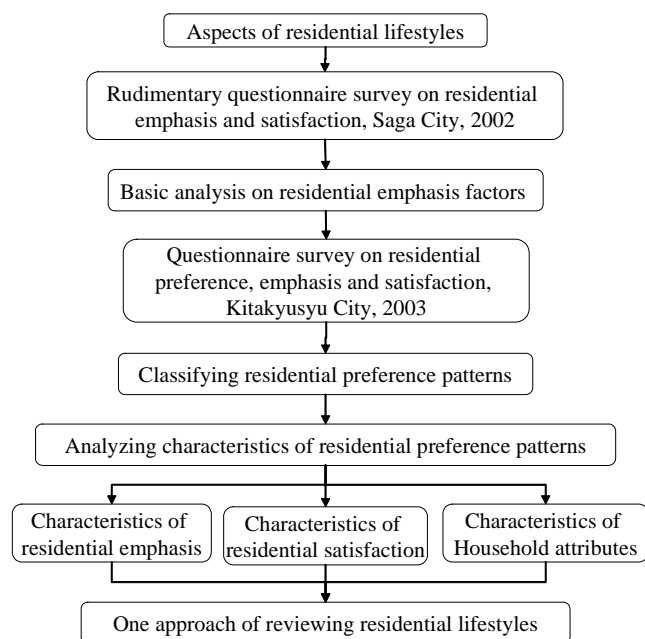 Aspects of residential lifestyles
Rudimentary questionnaire survey on residential
emphasis and satisfaction, Saga City, 2002
Basic analysis on residential emphasis factors
Questionnaire survey on residential
preference, emphasis and satisfaction,
Kitakyusyu City, 2003
Classifying residential preference patterns
Analyzing characteristics of residential preference patterns
Characteristics of
residential emphasis
Characteristics of
residential satisfaction
Characteristics of
Household attributes
One approach of reviewing residential lifestyles